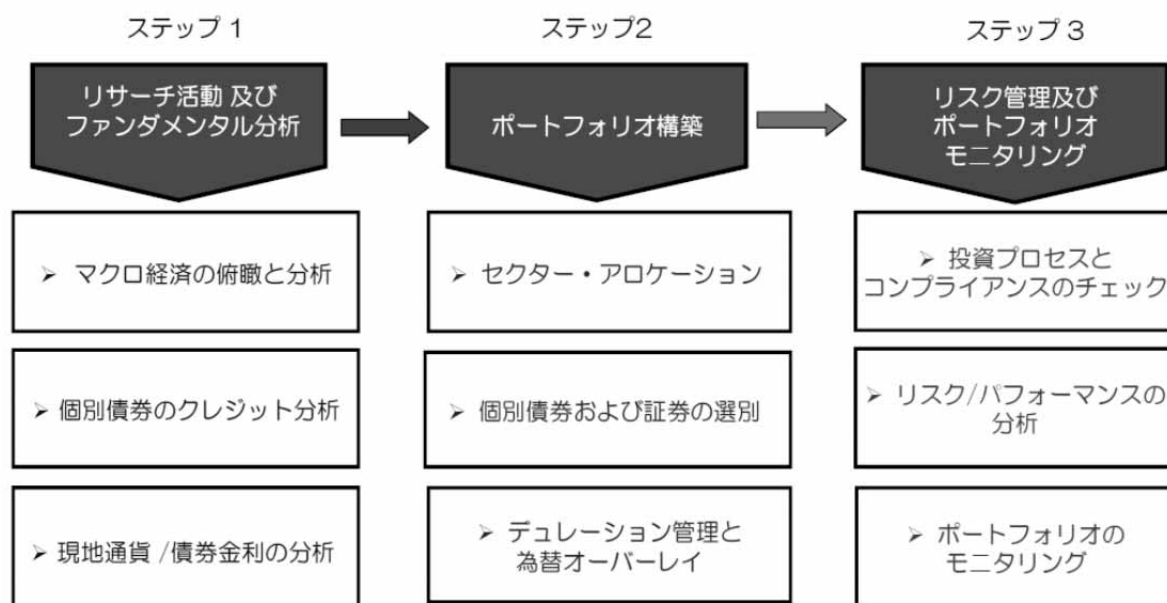 ステップ 1
リサーチ活動 及び
ファンダメンタル分析
➢ マクロ経済の俯瞰と分析
➢ 個別債券のクレジット分析
➢ 現地通貨 /債券金利の分析
ステップ2
ポートフォリオ構築
➢ セクター・アロケーション
➢ 個別債券および証券の選別
➢ デュレーション管理と
為替オーバーレイ
ステップ 3
リスク管理及び
ポートフォリオ
モニタリング
➢ 投資プロセスと
コンプライアンスのチェック
➢ リスク/パフォーマンスの
分析
➢ ポートフォリオの
モニタリング